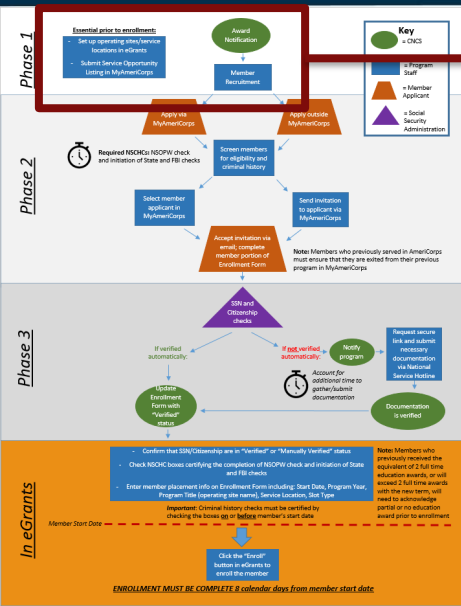 Phase 1
Essential prior to enrollment:
- Set up operating sites/service
locations in eGrants
- Submit Service Opportunity
Listing in MyAmeriCorps
Award
Notification
Member
Recruitment
Key
= CNCS
= Program
Staff
= Member
Applicant
= Social
Security
Administration
Phase 2
Apply via
MyAmeriCorps
Apply outside
MyAmeriCorps
Required NSCHCs: NSOPW check
and initiation of State and FBI checks
Screen members
for eligibility and
criminal history
Select member
applicant in
MyAmeriCorps
Send invitation
to applicant via
MyAmeriCorps
Accept invitation via
email; complete
member portion of
Enrollment Form
Note: Members who previously served in AmeriCorps
must ensure that they are exited from their previous
program in MyAmeriCorps
Phase 3
SSN and
Citizenship
checks
If verified
automatically:
If not verified
automatically:
Notify
program
Request secure
link and submit
necessary
documentation
via National
Service Hotline
Account for
additional time to
gather/submit
documentation
Update
Enrollment
Form with
"Verified"
status
Documentation
is verified
In eGrants
- Confirm that SSN/Citizenship are in "Verified" or "Manually Verified" status
- Check NSCHC boxes certifying the completion of NSOPW check and initiation of State
and FBI checks
- Enter member placement info on Enrollment Form including: Start Date, Program Year,
Program Title (operating site name), Service Location, Slot Type
Note: Members who
previously received the
equivalent of 2 full time
education awards, or will
exceed 2 full time awards
with the new term, will
need to acknowledge
partial or no education
award prior to enrollment
Important: Criminal history checks must be certified by
checking the boxes on or before member's start date
Member Start Date
Click the "Enroll"
button in eGrants to
enroll the member
ENROLLMENT MUST BE COMPLETE 8 calendar days from member start date